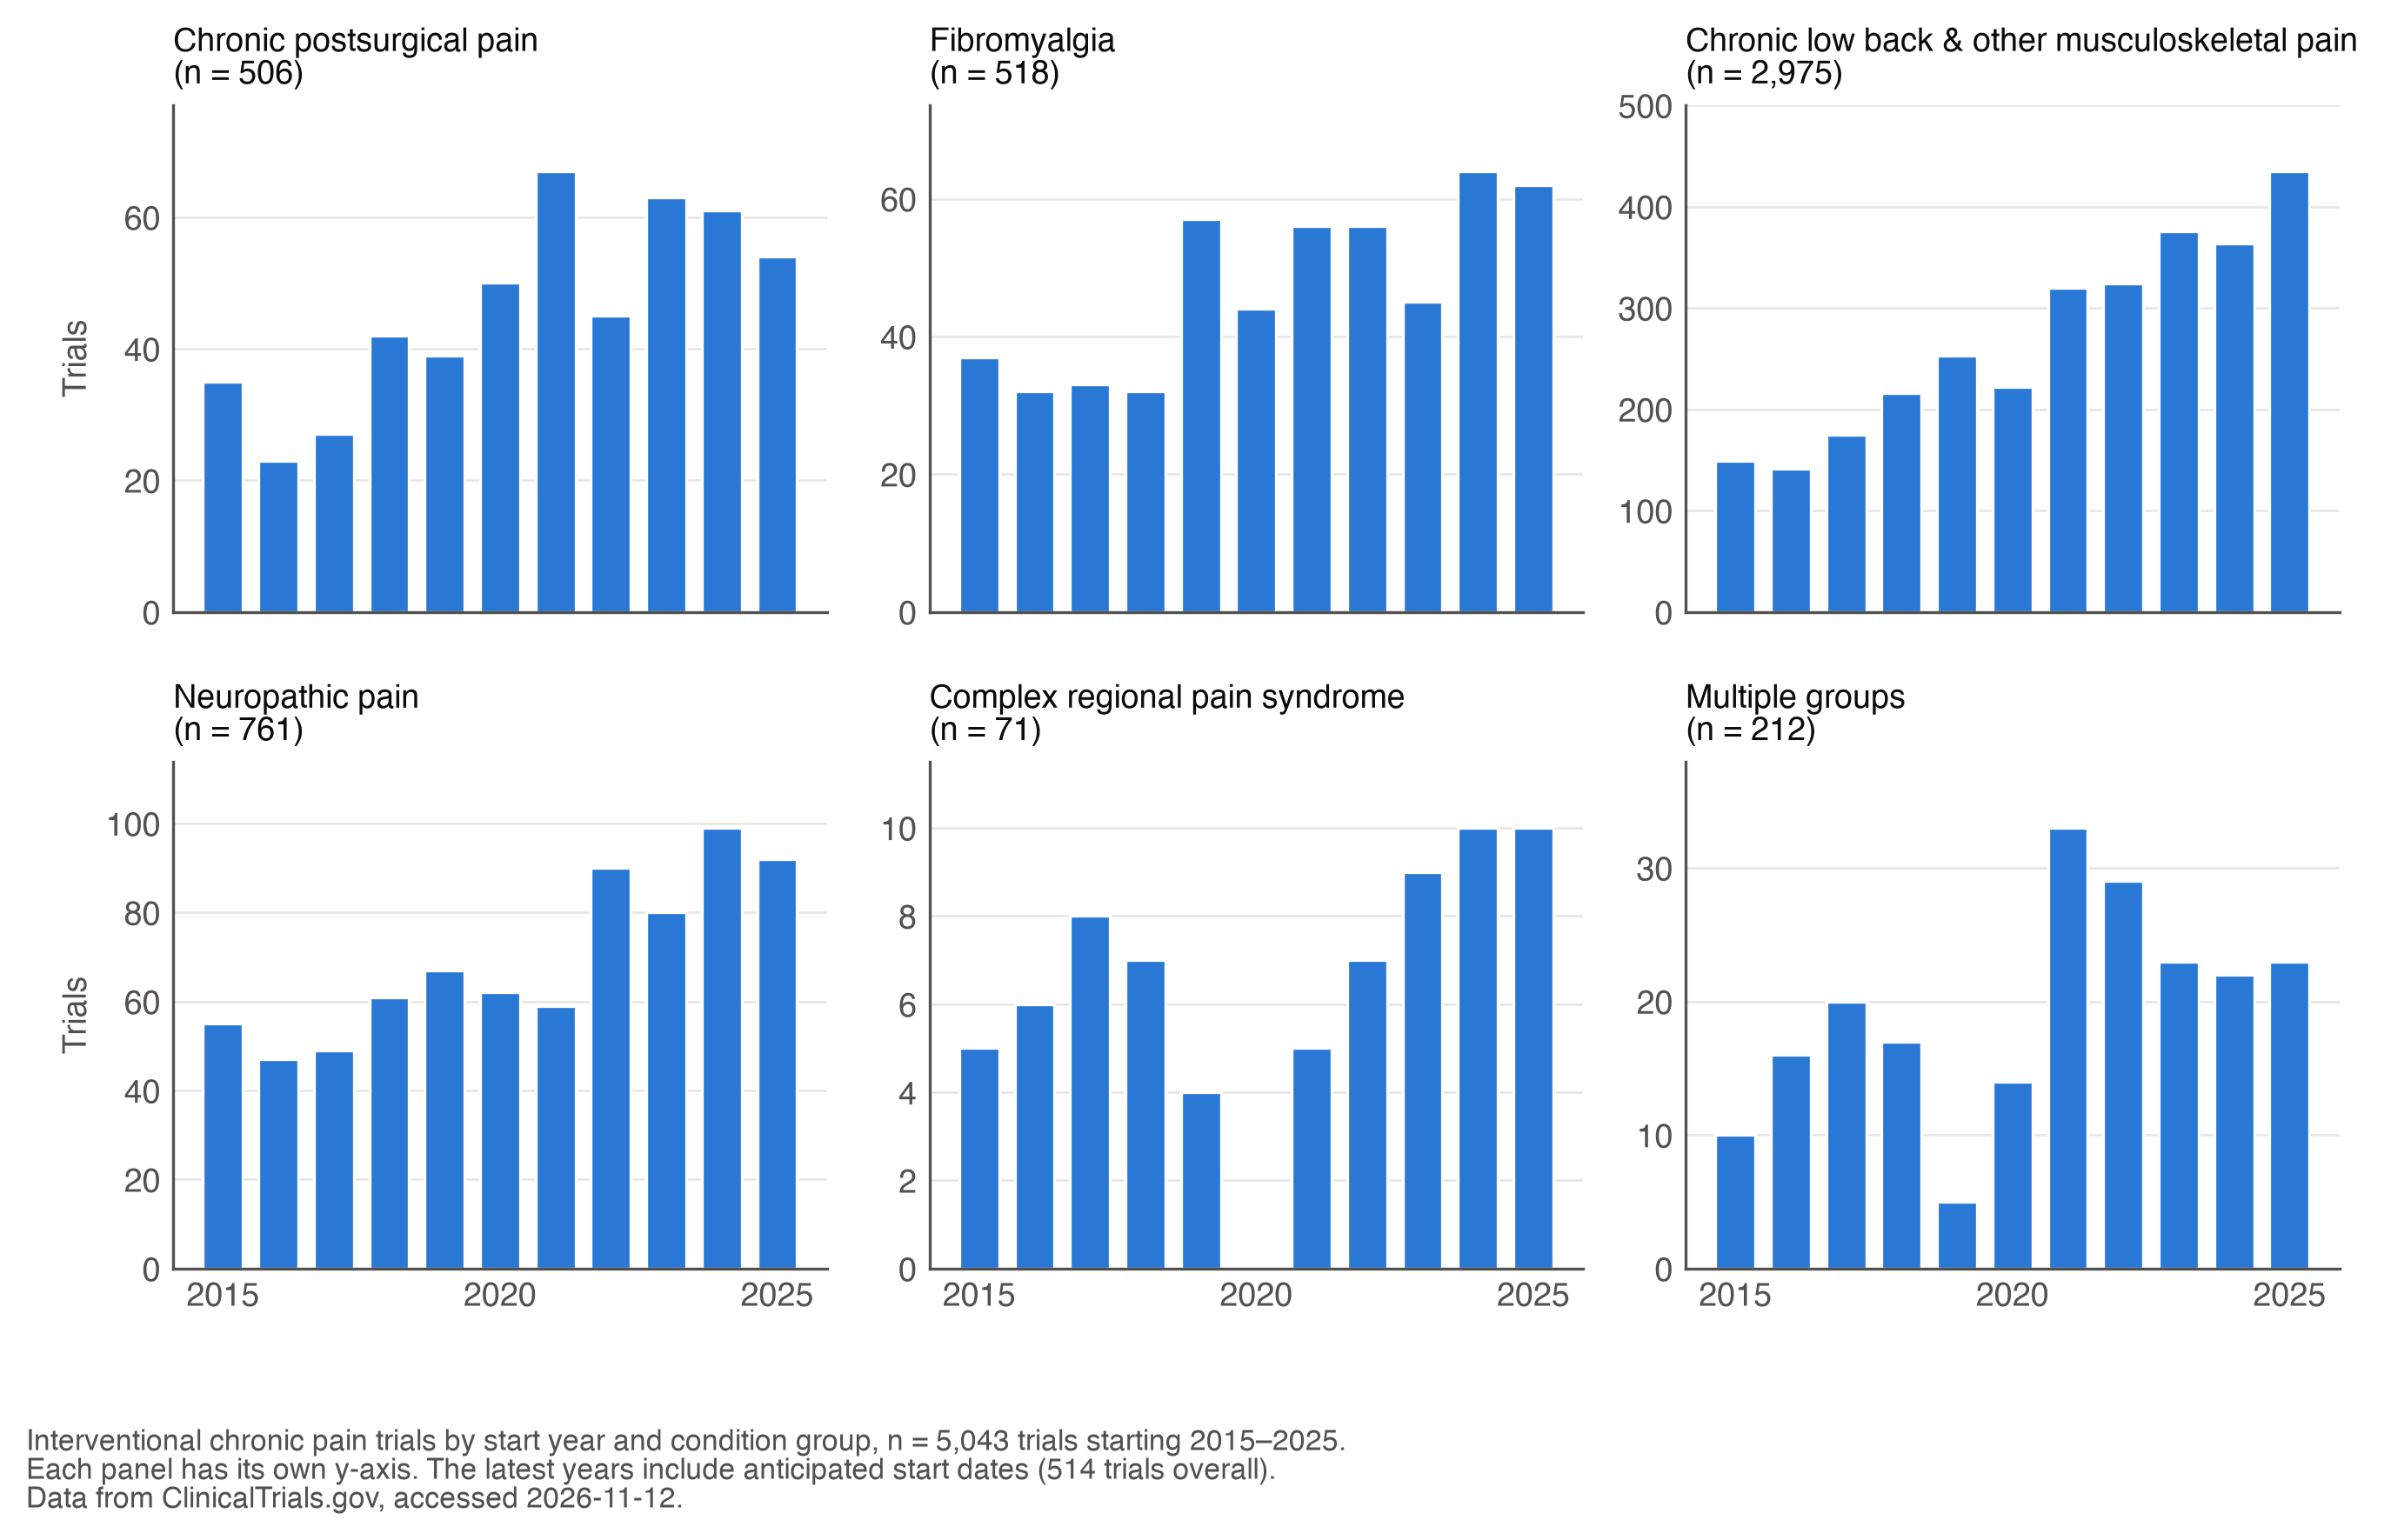 Chronic postsurgical pain
(n = 506)
Fibromyalgia
(n = 518)
Chronic low back & other musculoskeletal pain
(n = 2,975)
Trials
60
40
20
0
60
40
20
0
500
400
300
200
100
0
Neuropathic pain
(n = 761)
Complex regional pain syndrome
(n = 71)
Multiple groups
(n = 212)
Trials
100
80
60
40
20
0
10
8
6
4
2
0
30
20
10
0
2015 2020 2025
2015 2020 2025
2015 2020 2025
Interventional chronic pain trials by start year and condition group, n = 5,043 trials starting 2015–2025.
Each panel has its own y-axis. The latest years include anticipated start dates (514 trials overall).
Data from ClinicalTrials.gov, accessed 2026-11-12.